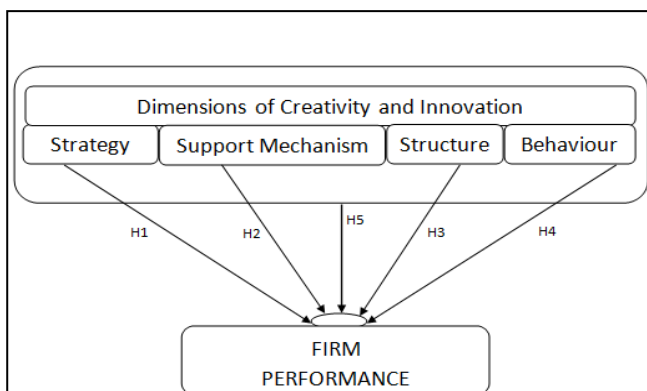 Dimensions of Creativity and Innovation
Strategy
Support Mechanism
Structure
Behaviour
H1
H2
H5
H3
H4
FIRM
PERFORMANCE